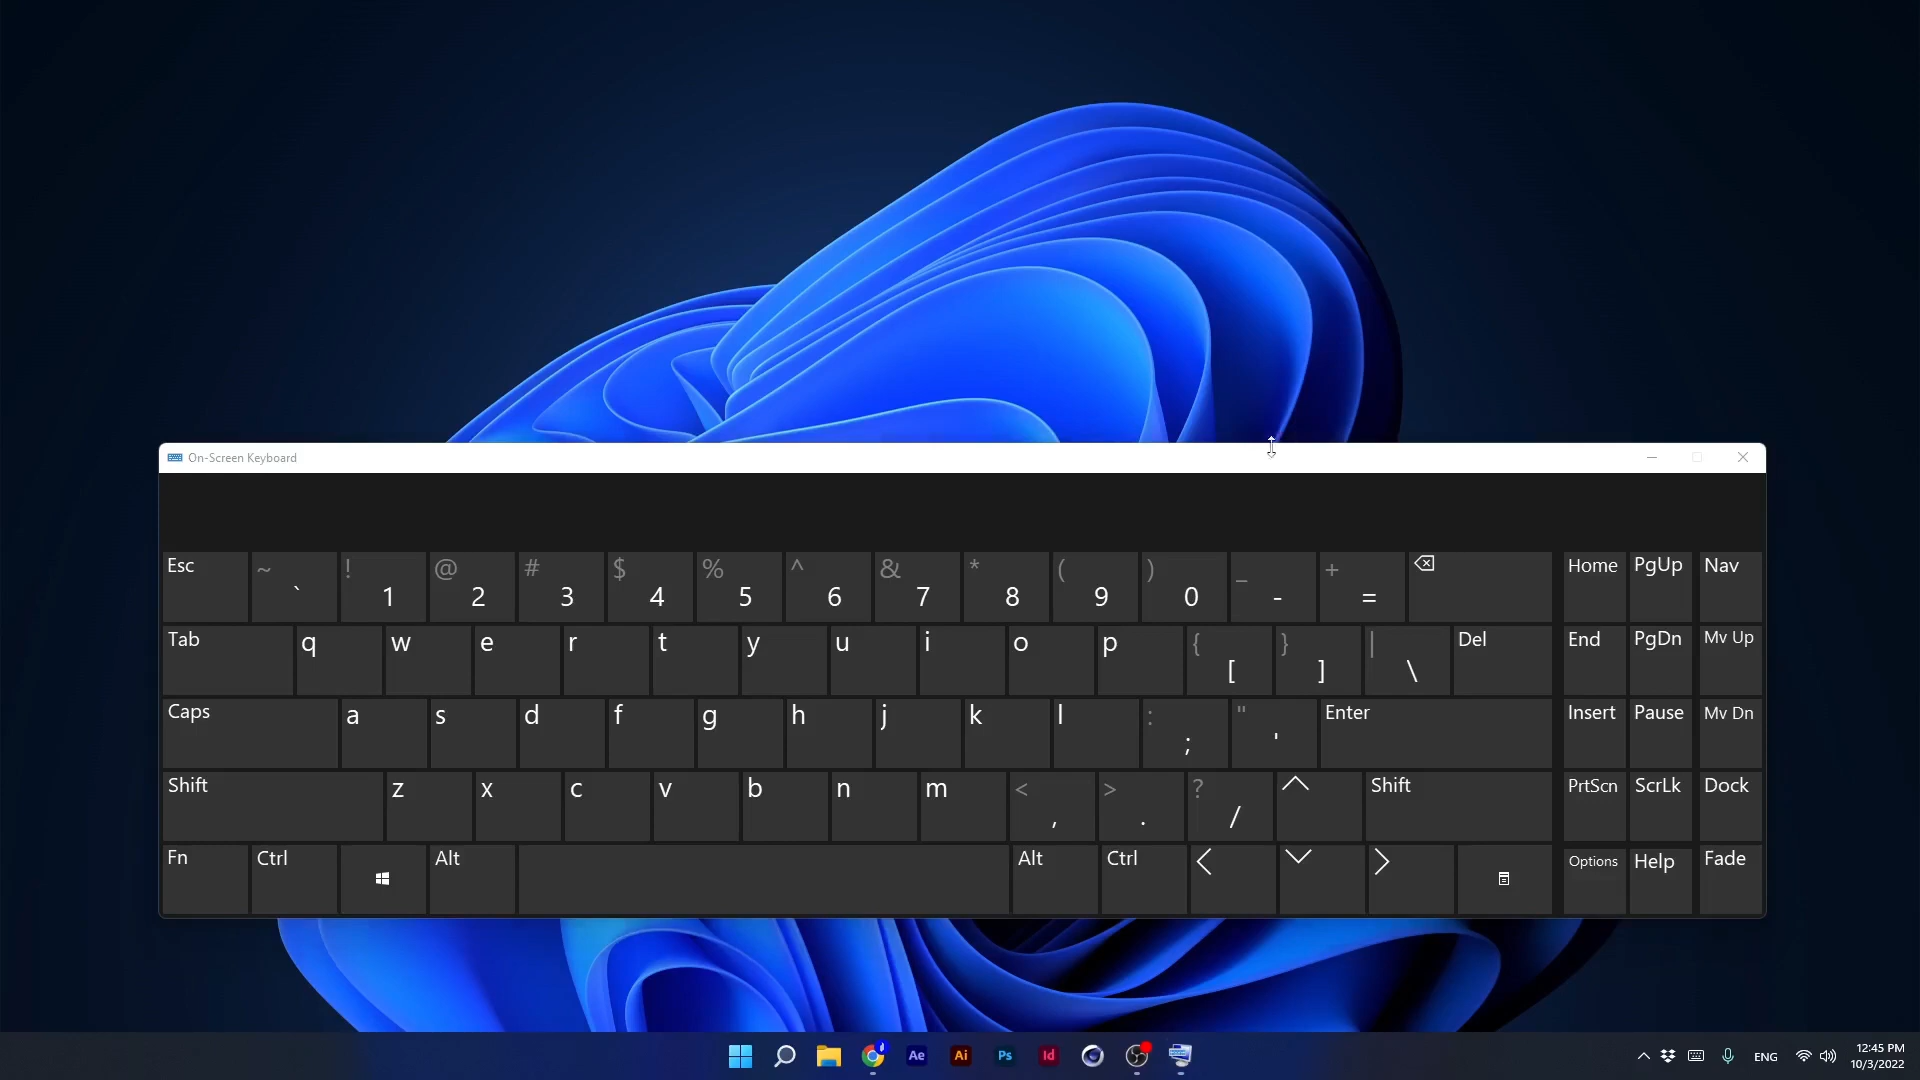 On-Screen Keyboard
Esc ~ ` ! 1 @ 2 # 3 $ 4 % 5 ^ 6 & 7 * 8 ( 9 ) 0 _ - + = Home PgUp Nav
Tab q w e r t y u i o p { [ } ] | \ Del End PgDn Mv Up
Caps a s d f g h j k l : ; " ' Enter Insert Pause Mv Dn
Shift z x c v b n m < , > . ? / Shift PrtScn ScrLk Dock
Fn Ctrl Alt Alt Ctrl Options Help Fade
Ae Ai Ps Id ENG 12:45 PM
10/3/2022